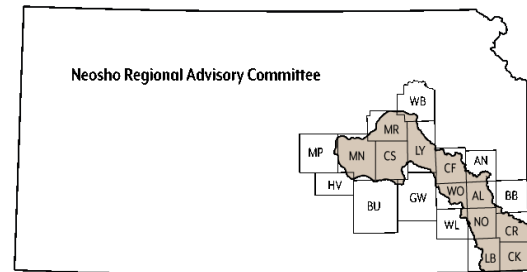 Neosho Regional Advisory Committee
WB
MR
LY
MP
MN
CS
CF
AN
HV
WO
AL
BB
BU
GW
WL
NO
CR
LB
CK